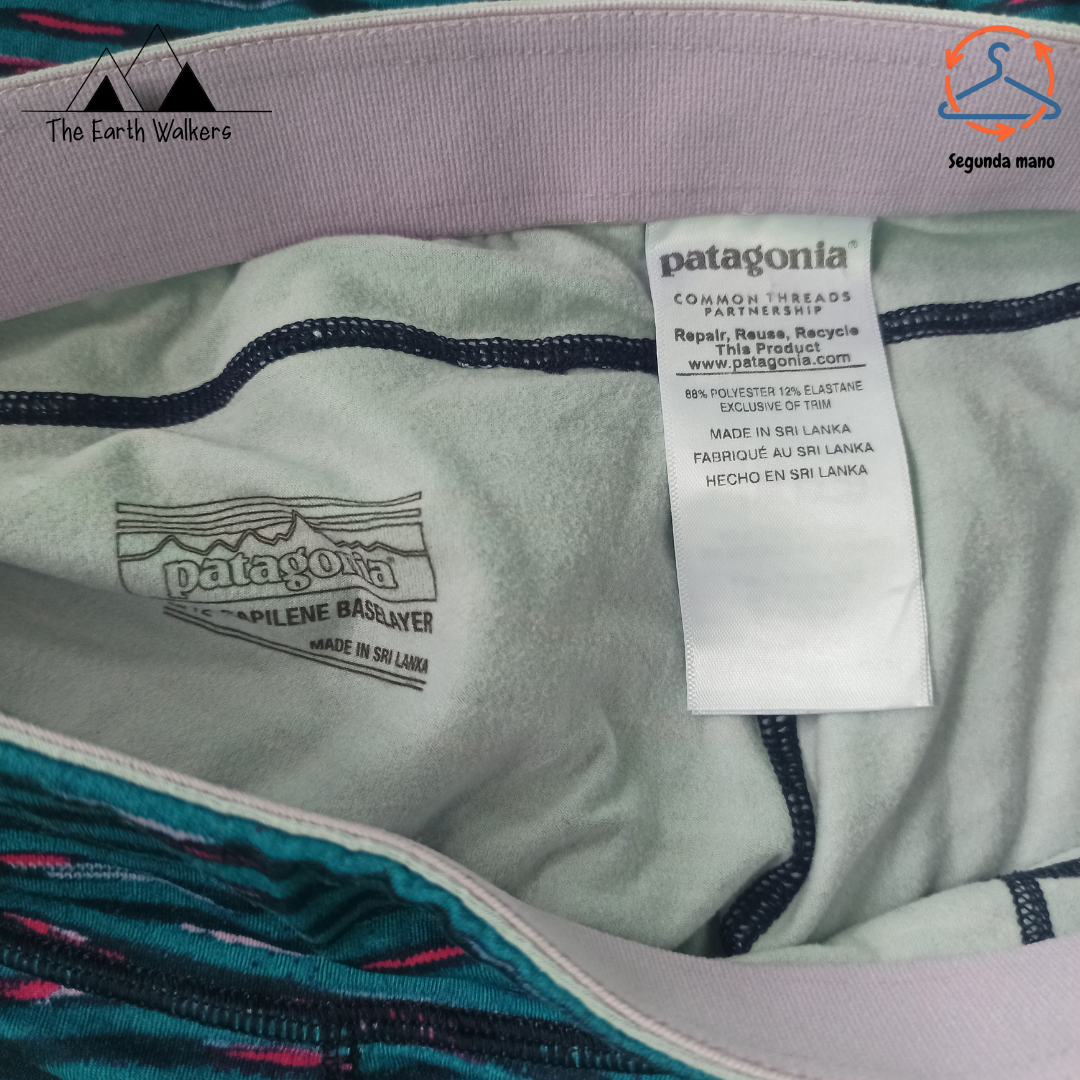 The Earth Walkers
Segunda mano
patagonia®
COMMON THREADS
PARTNERSHIP
Repair, Reuse, Recycle
This Product
www.patagonia.com
88% POLYESTER 12% ELASTANE
EXCLUSIVE OF TRIM
MADE IN SRI LANKA
FABRIQUÉ AU SRI LANKA
HECHO EN SRI LANKA
patagonia
BASELAYER
MADE IN SRI LANKA